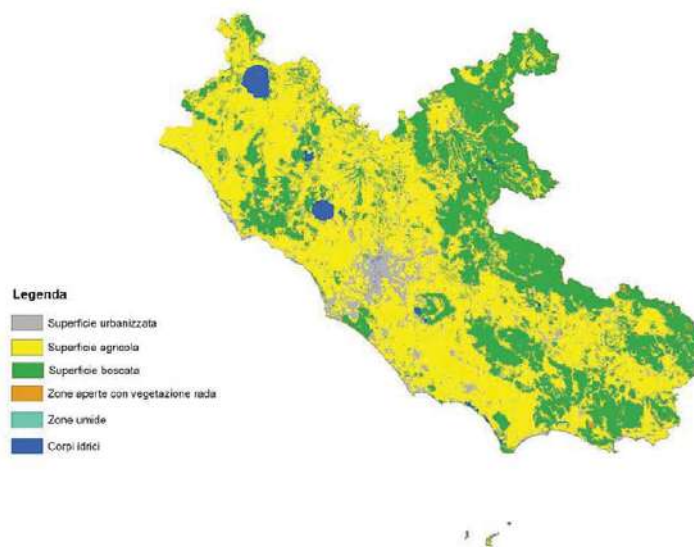 Legenda
Superficie urbanizzata
Superficie agricola
Superficie boscata
Zone aperte con vegetazione rada
Zone umide
Corpi idrici